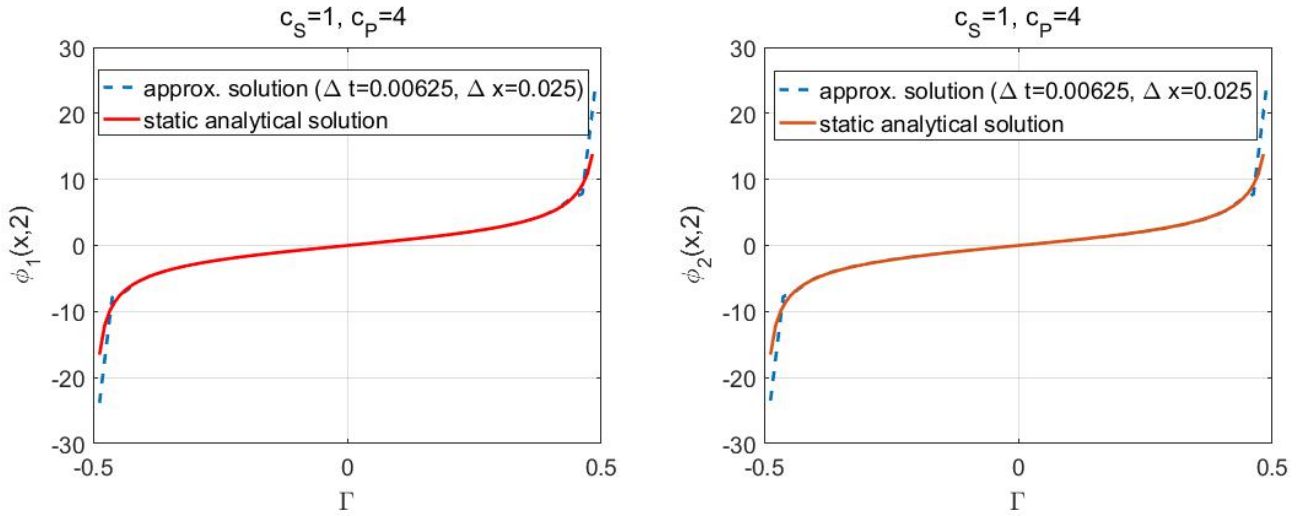 c_S=1, c_P=4
30
20
10
0
-10
-20
-30
-0.5
0
0.5
ϕ_1(x,2)
Γ
approx. solution (Δ t=0.00625, Δ x=0.025)
static analytical solution
c_S=1, c_P=4
30
20
10
0
-10
-20
-30
-0.5
0
0.5
ϕ_2(x,2)
Γ
approx. solution (Δ t=0.00625, Δ x=0.025
static analytical solution